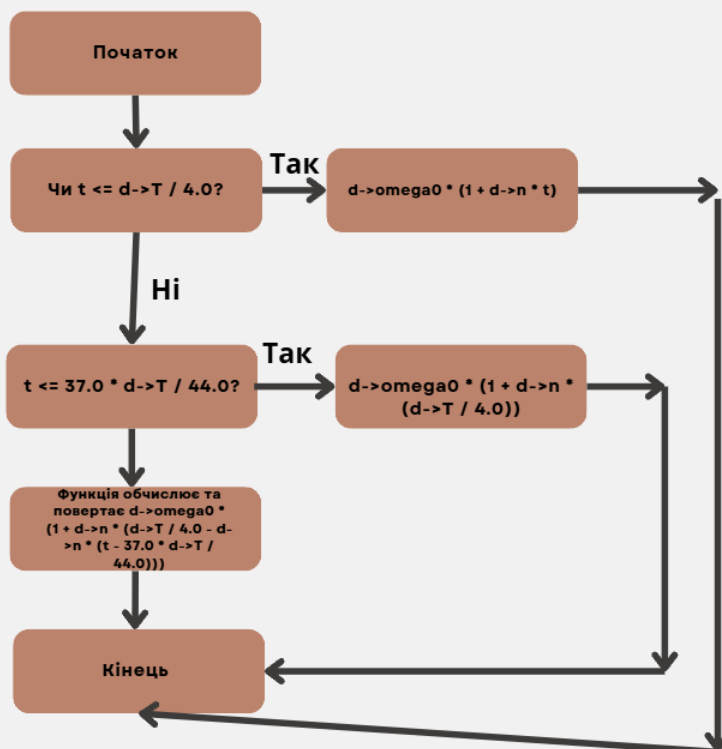 Початок
Чи t <= d->T / 4.0?
Так
d->omega0 * (1 + d->n * t)
Ні
t <= 37.0 * d->T / 44.0?
Так
d->omega0 * (1 + d->n *
(d->T / 4.0))
Функція обчислює та
повертає d->omega0 *
(1 + d->n * (d->T / 4.0 - d-
>n * (t - 37.0 * d->T /
44.0)))
Кінець